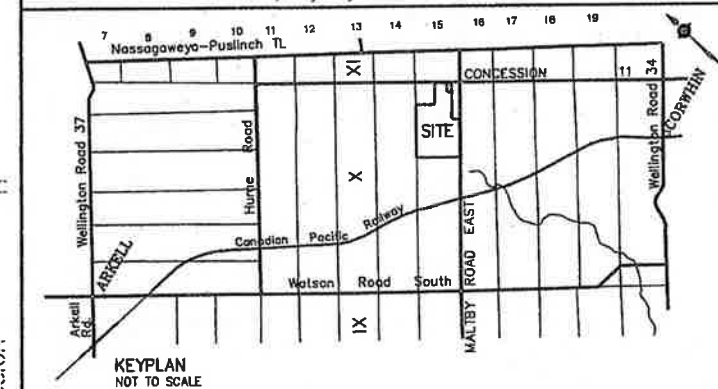 7 8 9 10 11 12 13 14 15 16 17 18 19
Nassagaweya-Puslinch TL
XI
CONCESSION 11
Wellington Road 34
CORWHIN
SITE
Wellington Road 37
Hume Road
X
Canadian Pacific Railway
ARKELL
MALTBY ROAD EAST
Watson Road South
Arkell
Rd.
IX
KEYPLAN
NOT TO SCALE